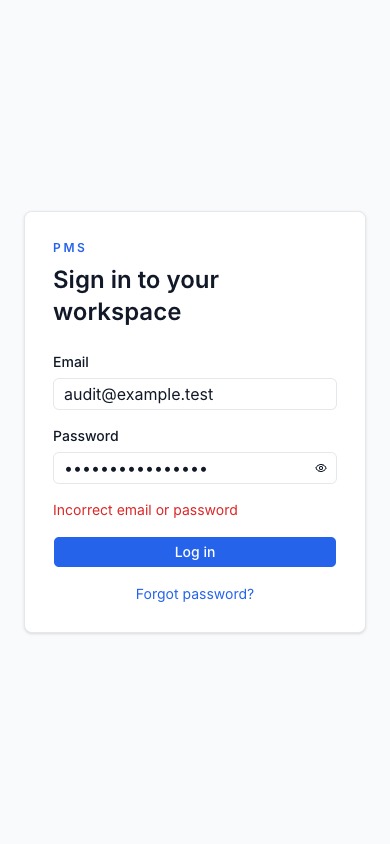 PMS
Sign in to your
workspace
Email
audit@example.test
Password
••••••••••••••••
Incorrect email or password
Log in
Forgot password?